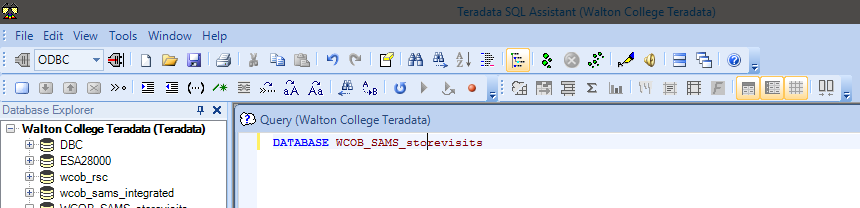 Teradata SQL Assistant (Walton College Teradata)
File Edit View Tools Window Help
ODBC
Database Explorer
Query (Walton College Teradata)
Walton College Teradata (Teradata)
DATABASE WCOB_SAMS_storevisits
DBC
ESA28000
wcob_rsc
wcob_sams_integrated
WCOB_SAMS_storevisits